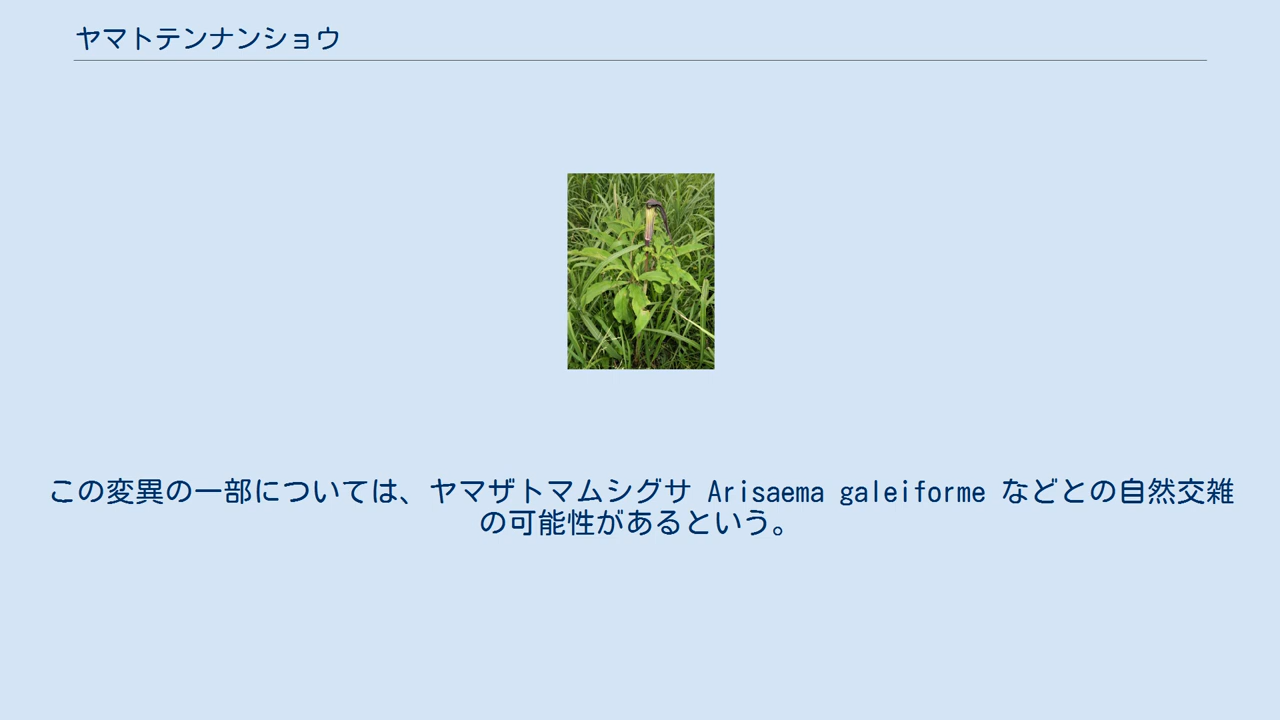 ヤマトテンナンショウ
この変異の一部については、ヤマザトマムシグサ Arisaema galeiforme などとの自然交雑
の可能性があるという。